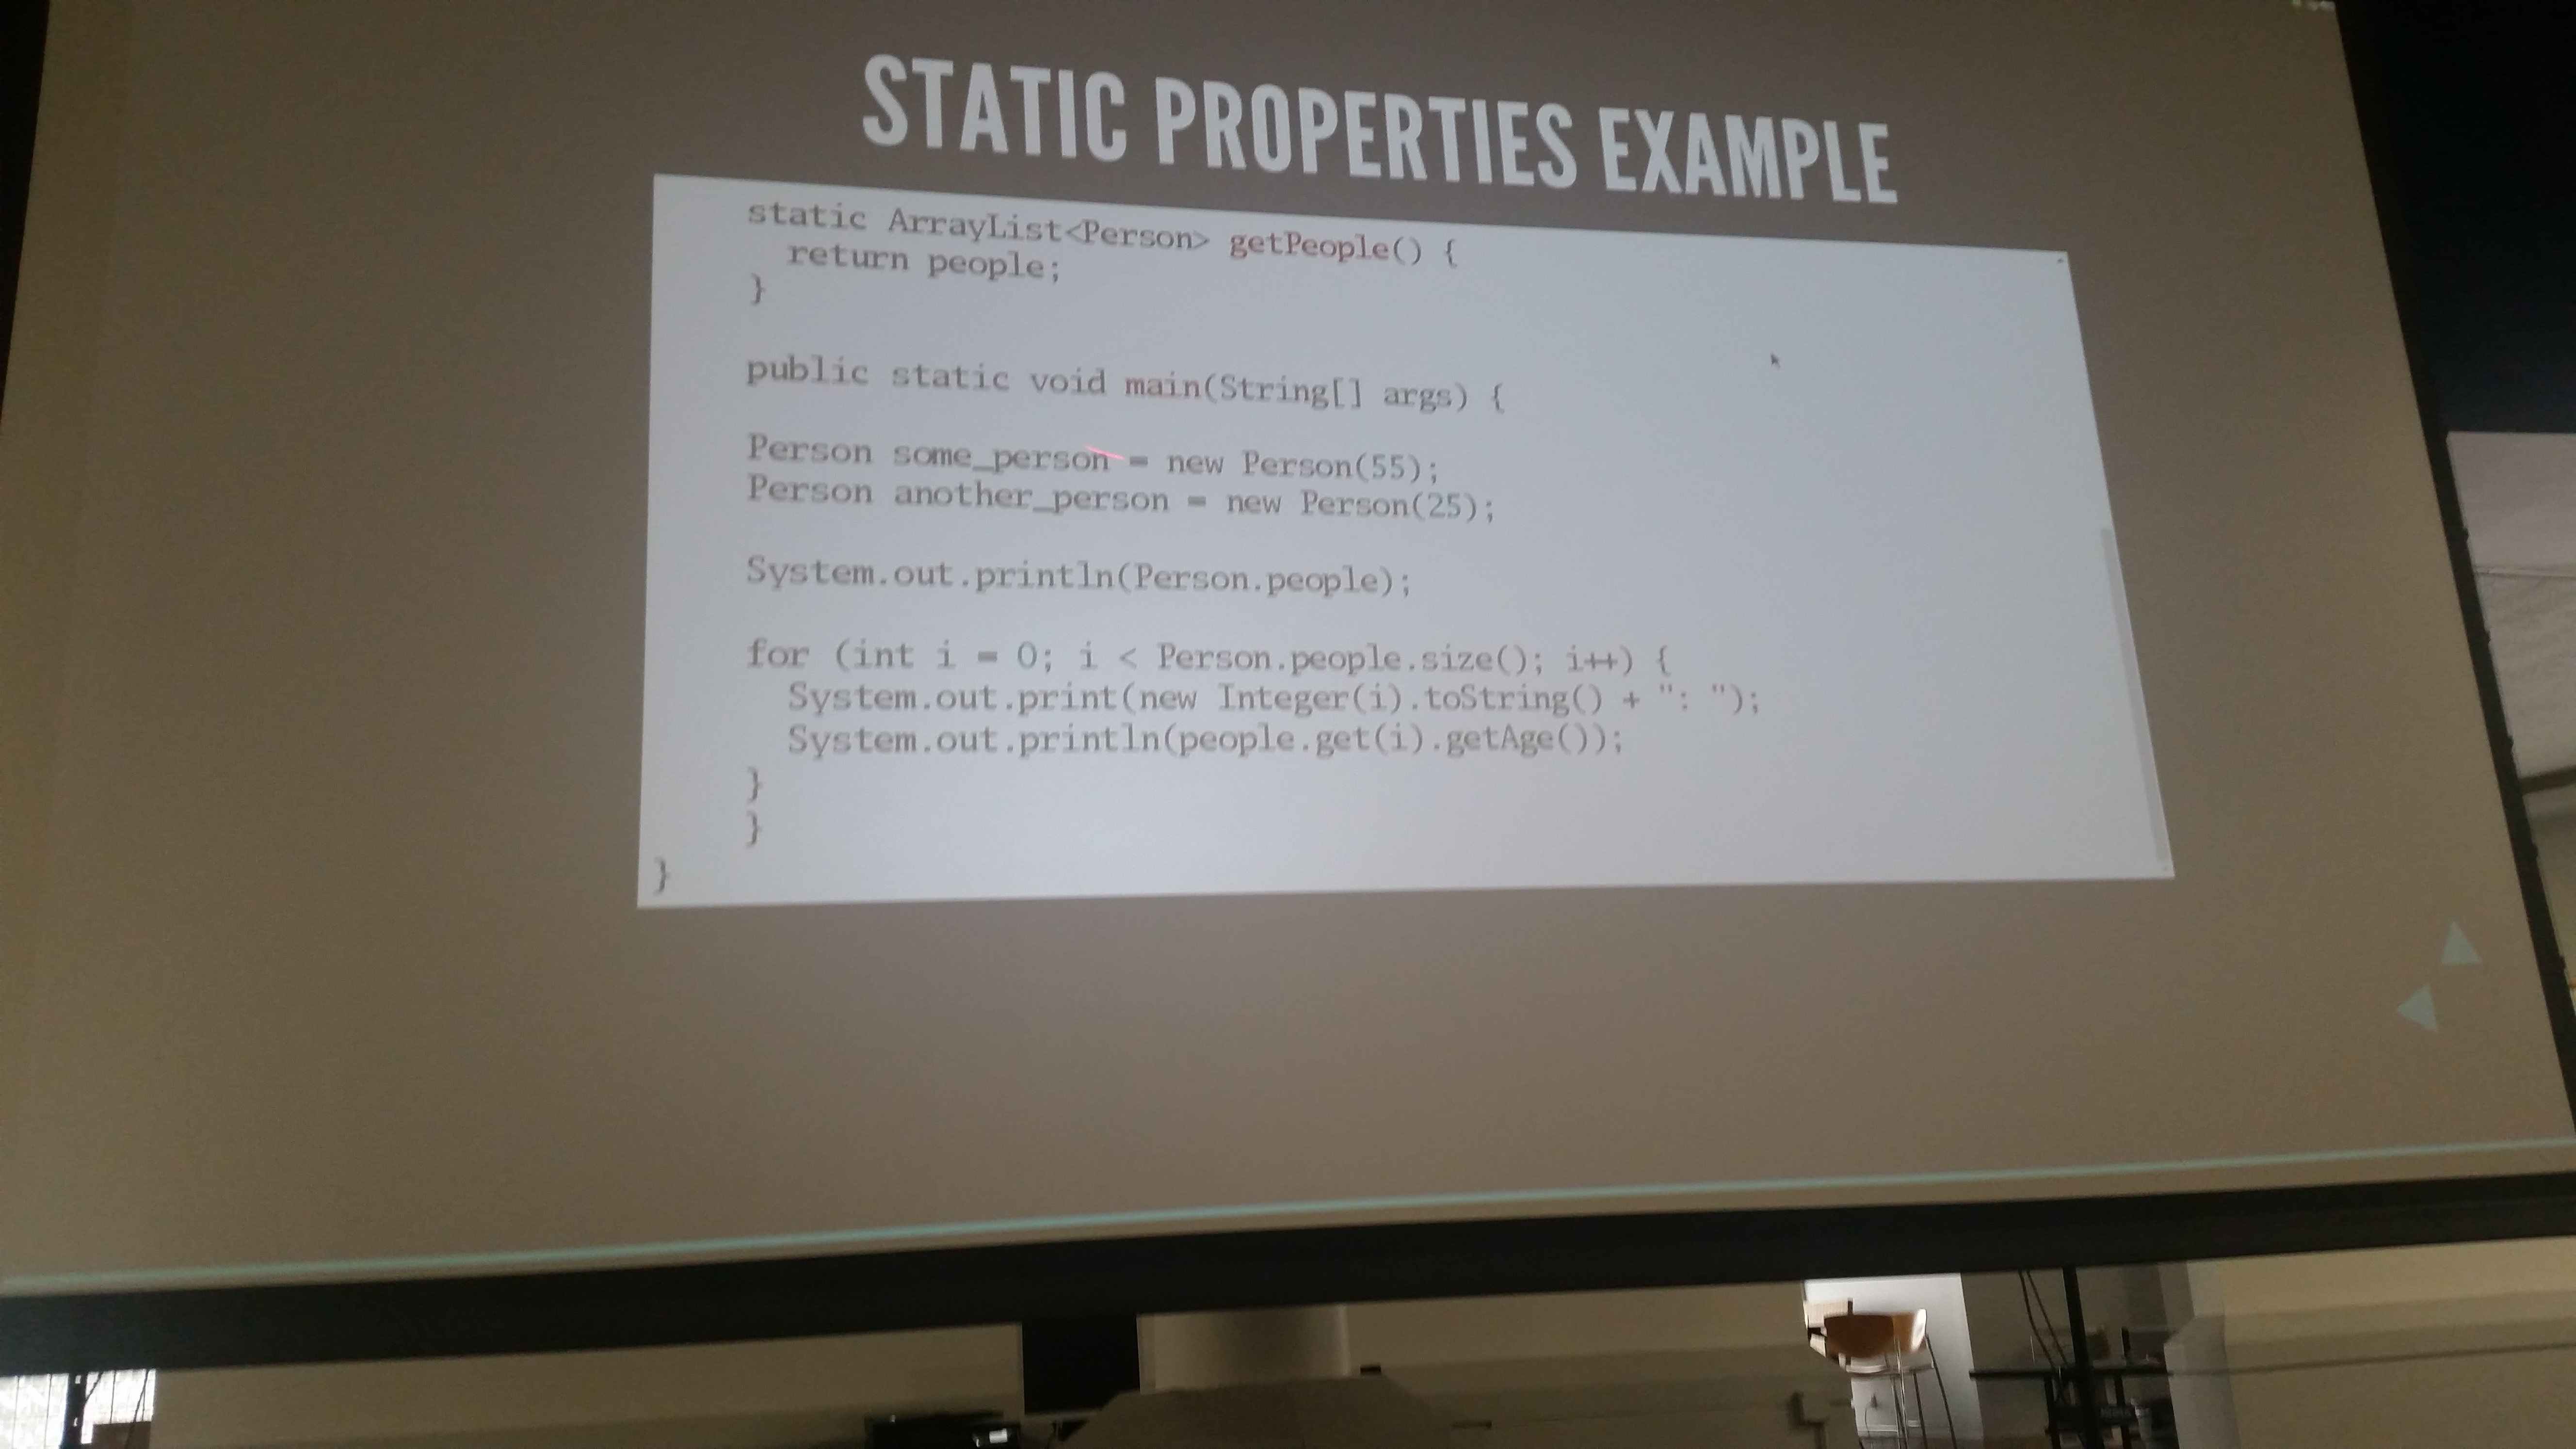 STATIC PROPERTIES EXAMPLE
static ArrayList<Person> getPeople() {
return people;
}
public static void main(String[] args) {
Person some_person = new Person(55);
Person another_person = new Person(25);
System.out.println(Person.people);
for (int i = 0; i < Person.people.size(); i++) {
System.out.print(new Integer(i).toString() + ": ");
System.out.println(people.get(i).getAge());
}
}
}